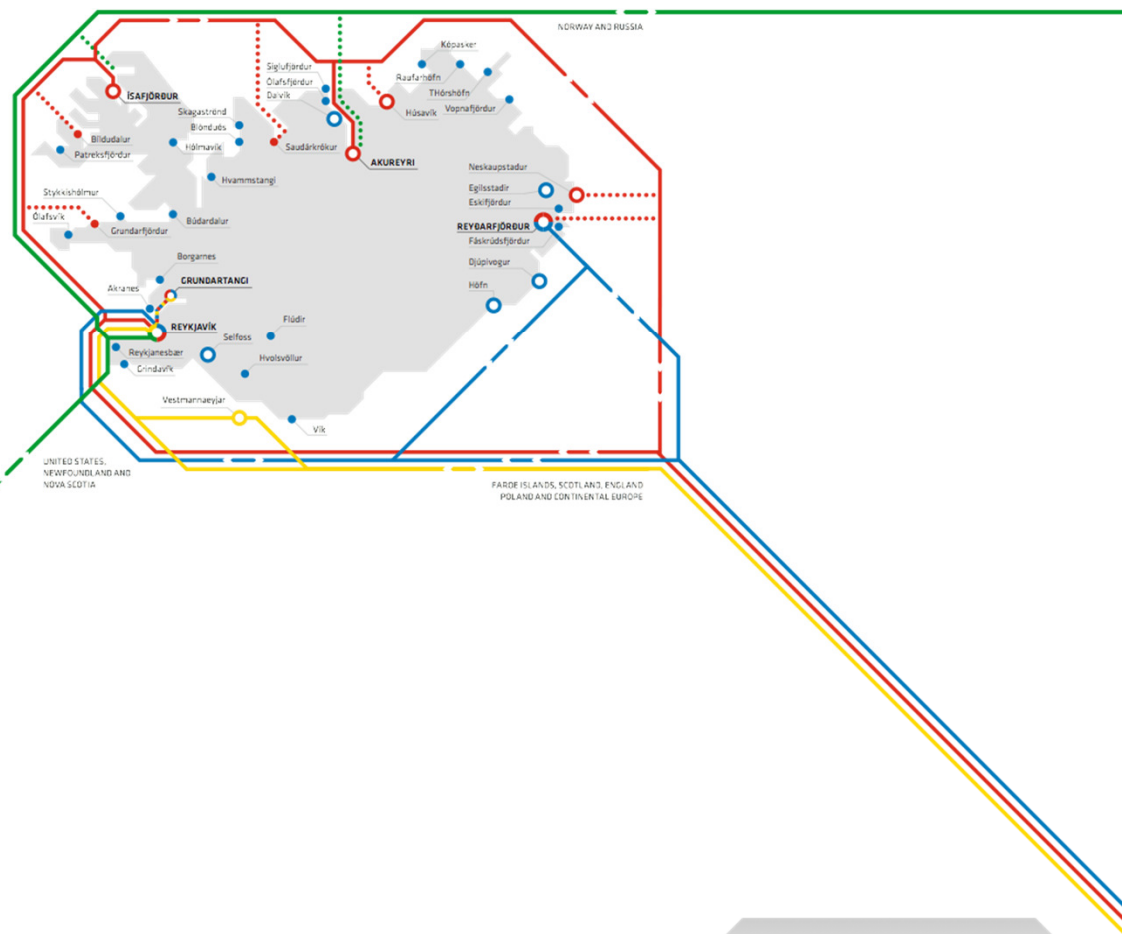 NORWAY AND RUSSIA
Kópasker
Siglufjördur
Raufarhöfn
Ólafsfjördur
THórshöfn
Dalvík
ÍSAFJÖRÐUR
Vopnafjördur
Skagaströnd
Húsavík
Blönduós
Bíldudalur
Hólmavík
Saudárkrókur
Patreksfjördur
AKUREYRI
Neskaupstadur
Hvammstangi
Egilsstadir
Stykkishólmur
Eskifjördur
Ólafsvík
Búdardalur
REYÐARFJÖRÐUR
Grundarfjördur
Fáskrúdsfjördur
Borgarnes
Djúpivogur
GRUNDARTANGI
Höfn
Akranes
Flúdir
REYKJAVÍK
Selfoss
Reykjanesbær
Hvolsvöllur
Grindavík
Vestmannaeyjar
Vík
UNITED STATES,
NEWFOUNDLAND AND
NOVA SCOTIA
FAROE ISLANDS, SCOTLAND, ENGLAND
POLAND AND CONTINENTAL EUROPE